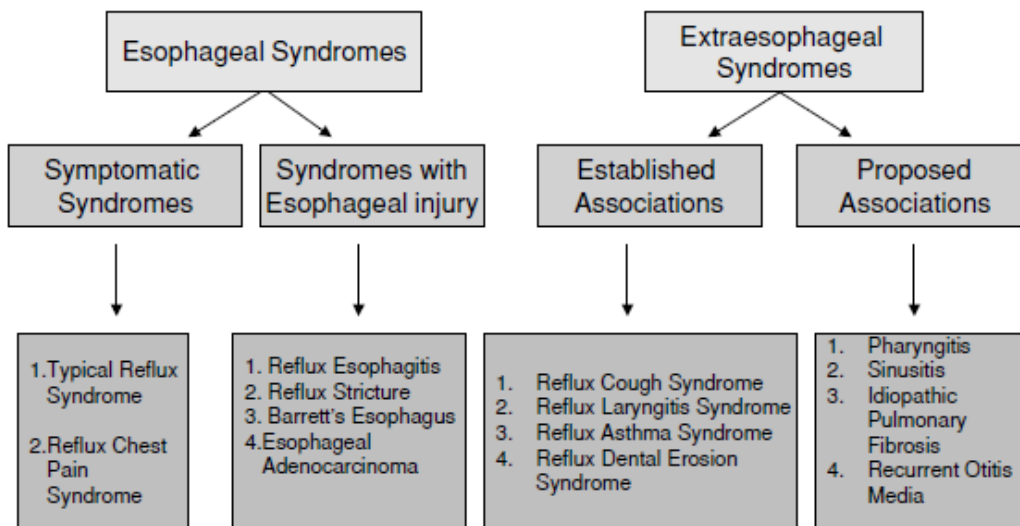 Esophageal Syndromes
Extraesophageal
Syndromes
Symptomatic
Syndromes
Syndromes with
Esophageal injury
Established
Associations
Proposed
Associations
1.Typical Reflux
Syndrome
2.Reflux Chest
Pain
Syndrome
1. Reflux Esophagitis
2. Reflux Stricture
3. Barrett's Esophagus
4.Esophageal
Adenocarcinoma
1. Reflux Cough Syndrome
2. Reflux Laryngitis Syndrome
3. Reflux Asthma Syndrome
4. Reflux Dental Erosion
Syndrome
1. Pharyngitis
2. Sinusitis
3. Idiopathic
Pulmonary
Fibrosis
4. Recurrent Otitis
Media